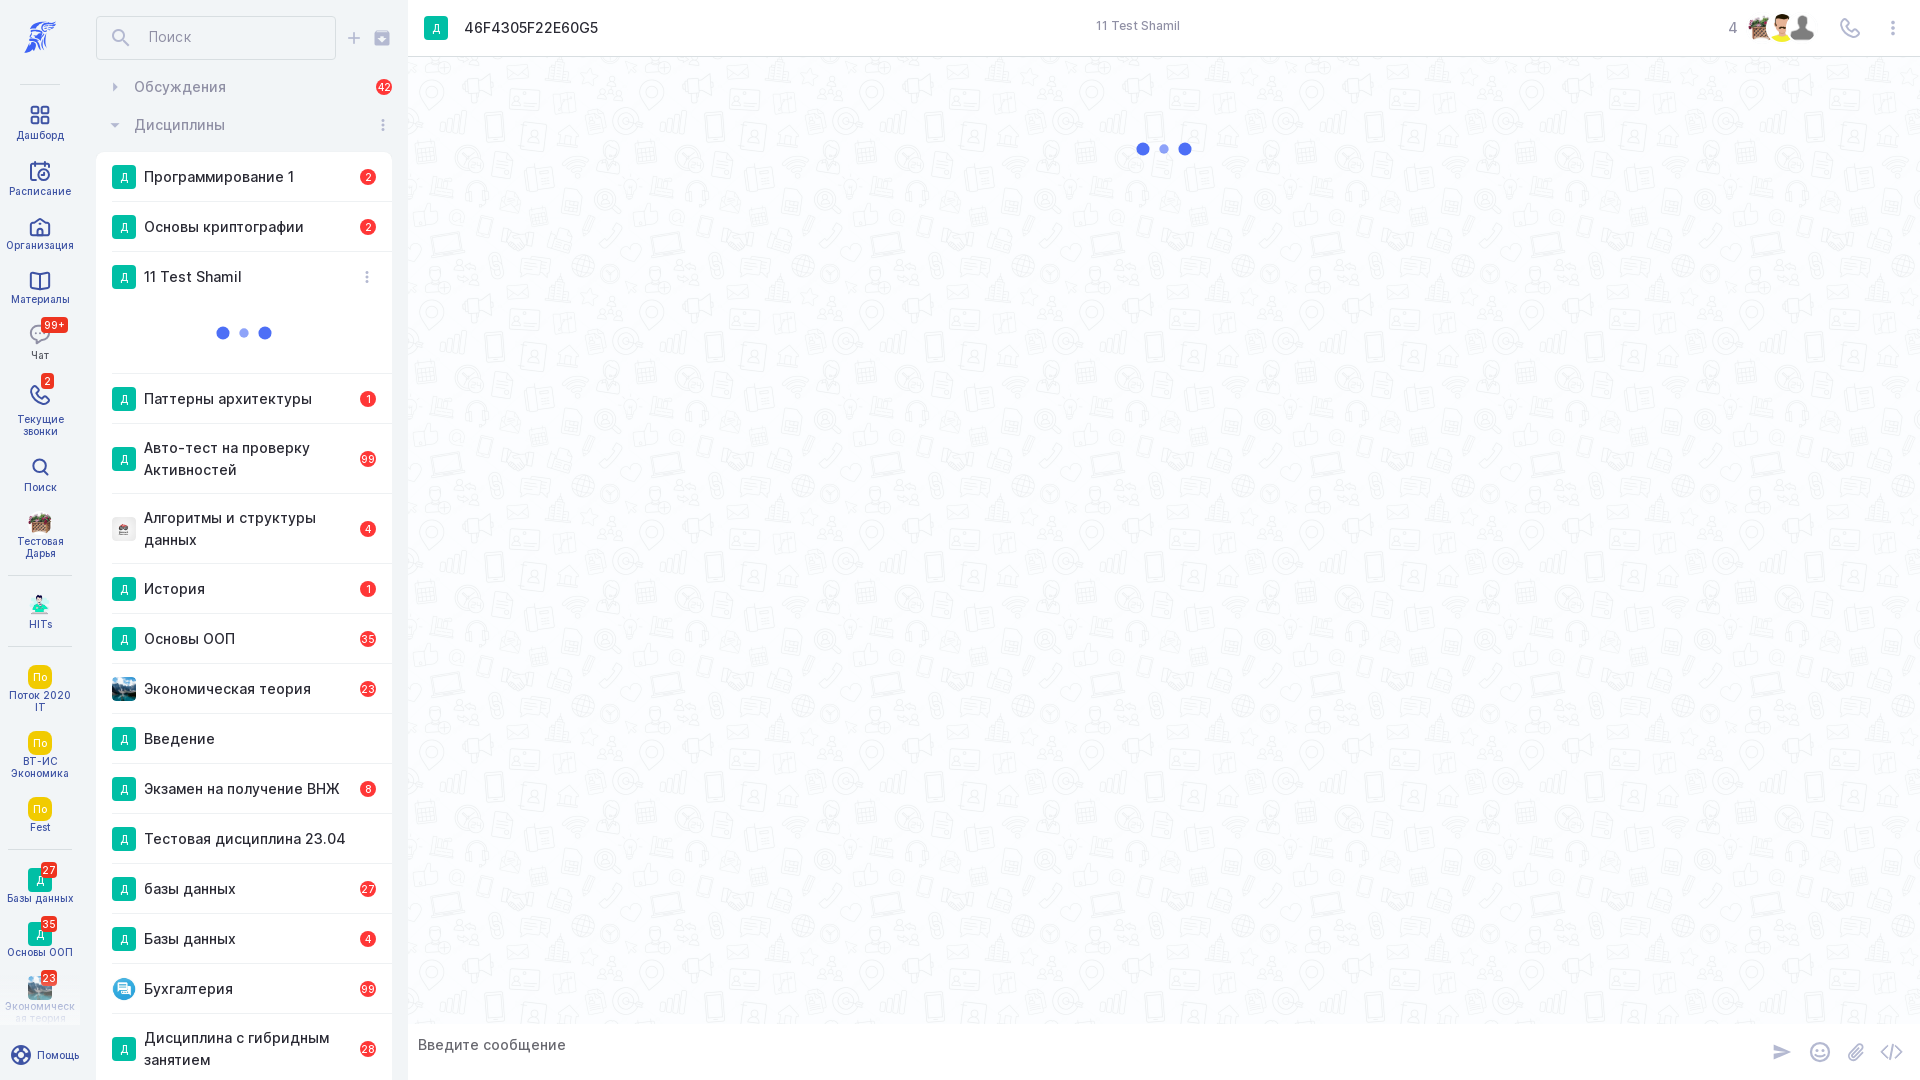 Дашборд
Расписание
Организация
Материалы
99+
Чат
2
Текущие
звонки
Поиск
Тестовая
Дарья
HITs
По
Поток 2020
IT
По
ВТ-ИС
Экономика
По
Fest
27
Д
Базы данных
35
Д
Основы ООП
23
Экономическ
ая теория
Помощь
Поиск
Обсуждения
42
Дисциплины
Д
Программирование 1
2
Д
Основы криптографии
2
Д
11 Test Shamil
Д
Паттерны архитектуры
1
Д
Авто-тест на проверку
Активностей
99
Алгоритмы и структуры
данных
4
Д
История
1
Д
Основы ООП
35
Экономическая теория
23
Д
Введение
Д
Экзамен на получение ВНЖ
8
Д
Тестовая дисциплина 23.04
Д
базы данных
27
Д
Базы данных
4
Бухгалтерия
99
Д
Дисциплина с гибридным
занятием
28
Д
46F4305F22E60G5
11 Test Shamil
4
Введите сообщение